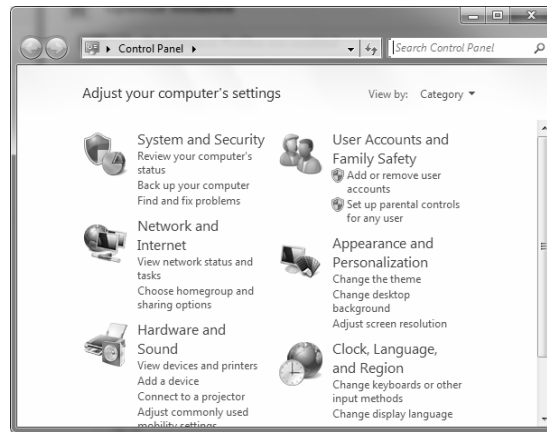 Control Panel
Search Control Panel
Adjust your computer's settings
View by: Category
System and Security
Review your computer's
status
Back up your computer
Find and fix problems
Network and
Internet
View network status and
tasks
Choose homegroup and
sharing options
Hardware and
Sound
View devices and printers
Add a device
Connect to a projector
Adjust commonly used
mobility settings
User Accounts and
Family Safety
Add or remove user
accounts
Set up parental controls
for any user
Appearance and
Personalization
Change the theme
Change desktop
background
Adjust screen resolution
Clock, Language,
and Region
Change keyboards or other
input methods
Change display language